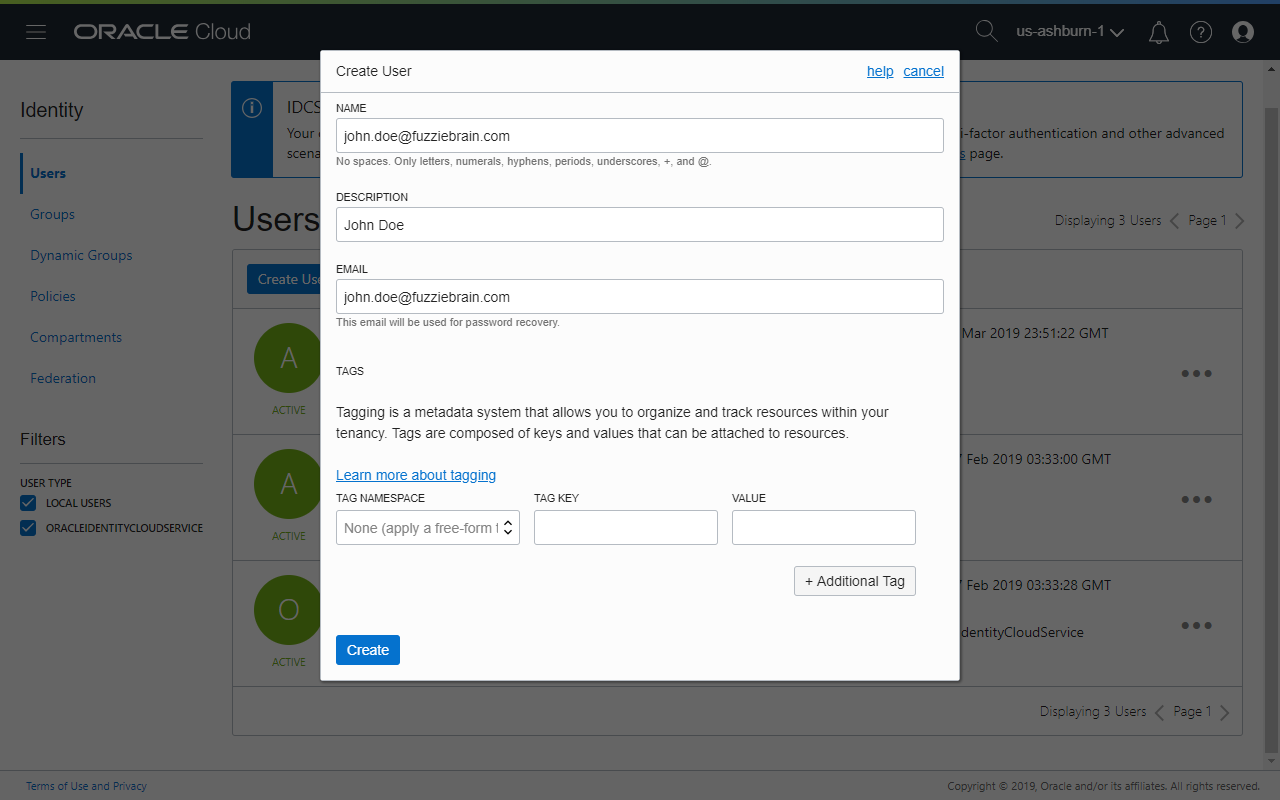 ORACLE Cloud
us-ashburn-1
Create User
help cancel
NAME
john.doe@fuzziebrain.com
No spaces. Only letters, numerals, hyphens, periods, underscores, +, and @.
DESCRIPTION
John Doe
EMAIL
john.doe@fuzziebrain.com
This email will be used for password recovery.
TAGS
Tagging is a metadata system that allows you to organize and track resources within your
tenancy. Tags are composed of keys and values that can be attached to resources.
Learn more about tagging
TAG NAMESPACE TAG KEY VALUE
None (apply a free-form t
+ Additional Tag
Create
Identity
Users
Groups
Dynamic Groups
Policies
Compartments
Federation
Filters
USER TYPE
LOCAL USERS
ORACLEIDENTITYCLOUDSERVICE
IDCS
Your
i-factor authentication and other advanced
scena
page.
Users
Displaying 3 Users Page 1
Create Use
A
ACTIVE
Mar 2019 23:51:22 GMT
A
ACTIVE
Feb 2019 03:33:00 GMT
O
ACTIVE
Feb 2019 03:33:28 GMT
dentityCloudService
Displaying 3 Users Page 1
Terms of Use and Privacy
Copyright © 2019, Oracle and/or its affiliates. All rights reserved.